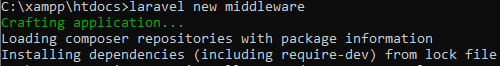 C:\xampp\htdocs>laravel new middleware
Crafting application...
Loading composer repositories with package information
Installing dependencies (including require-dev) from lock file